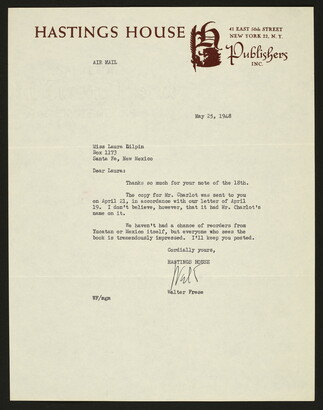 HASTINGS HOUSE
41 EAST 50th STREET
NEW YORK 22, N. Y.
Publishers
INC.
AIR MAIL
May 25, 1948
Miss Laura Gilpin
Box 1173
Santa Fe, New Mexico
Dear Laura:
Thanks so much for your note of the 18th.
The copy for Mr. Charlot was sent to you
on April 21, in accordance with our letter of April
19. I don't believe, however, that it had Mr. Charlot's
name on it.
We haven't had a chance of reorders from
Yucatan or Mexico itself, but everyone who sees the
book is tremendously impressed. I'll keep you posted.
Cordially yours,
HASTINGS HOUSE
Walt
Walter Frese
WF/mgm